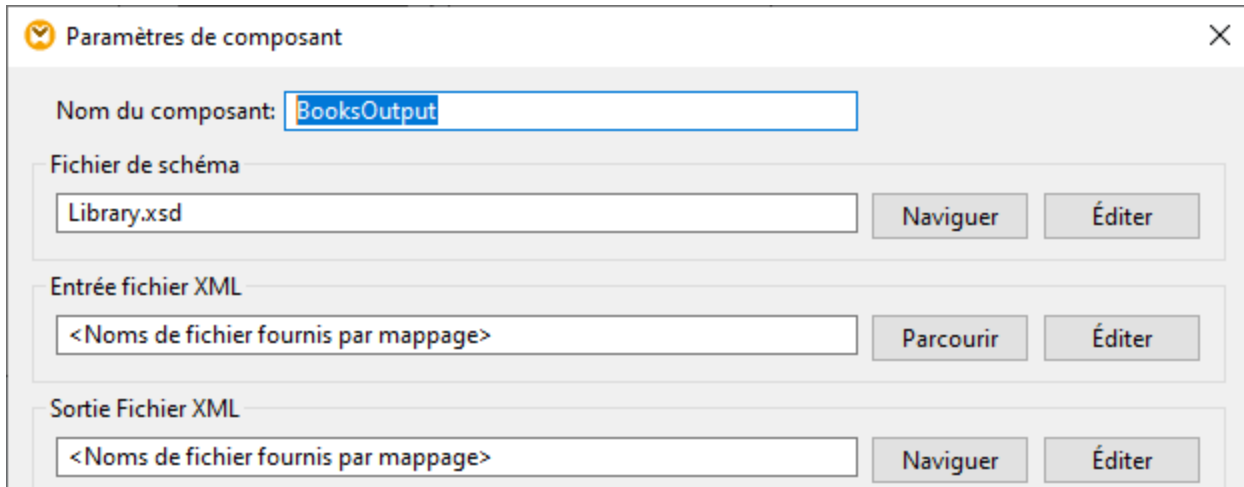 Paramètres de composant
Nom du composant: BooksOutput
Fichier de schéma
Library.xsd Naviguer Éditer
Entrée fichier XML
<Noms de fichier fournis par mappage> Parcourir Éditer
Sortie Fichier XML
<Noms de fichier fournis par mappage> Naviguer Éditer